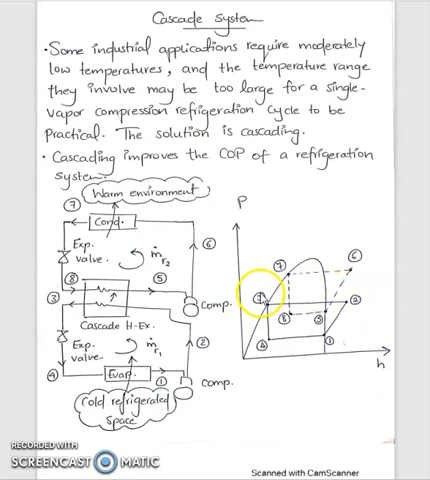 Cascade System
• Some industrial applications require moderately
low temperatures, and the temperature range
they involve may be too large for a single-
vapor compression refrigeration cycle to be
Practical. The solution is cascading.
• Cascading improves the COP of a refrigeration
system.
Warm environment
7
Cond.
6
Exp.
valve.
ṁr2
8
5
3
Comp.
Cascade H-Ex.
Exp.
valve.
ṁr1
2
4
Evap.
1
Comp.
Cold refrigerated
Space
P
7
6
3
2
8
5
4
1
h
RECORDED WITH
SCREENCAST MATIC
Scanned with CamScanner